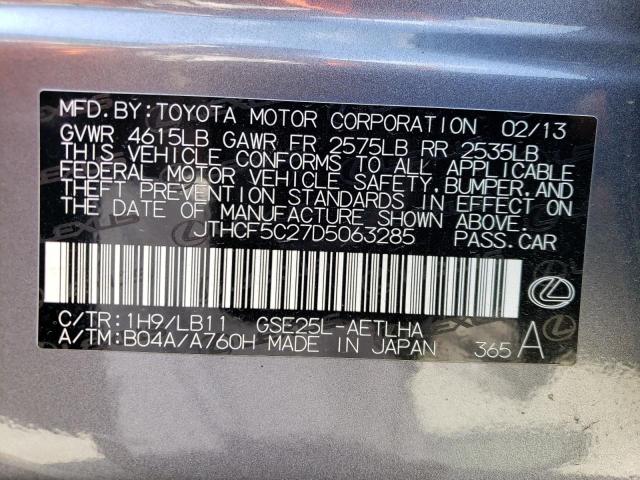 MFD. BY: TOYOTA MOTOR CORPORATION 02/13
GVWR 4615LB GAWR FR 2575LB RR 2535LB
THIS VEHICLE CONFORMS TO ALL APPLICABLE
FEDERAL MOTOR VEHICLE SAFETY, BUMPER, AND
THEFT PREVENTION STANDARDS IN EFFECT ON
THE DATE OF MANUFACTURE SHOWN ABOVE.
JTHCF5C27D5063285 PASS. CAR
C/TR: 1H9/LB11 GSE25L-AETLHA
A/TM: B04A/A760H MADE IN JAPAN 365 A